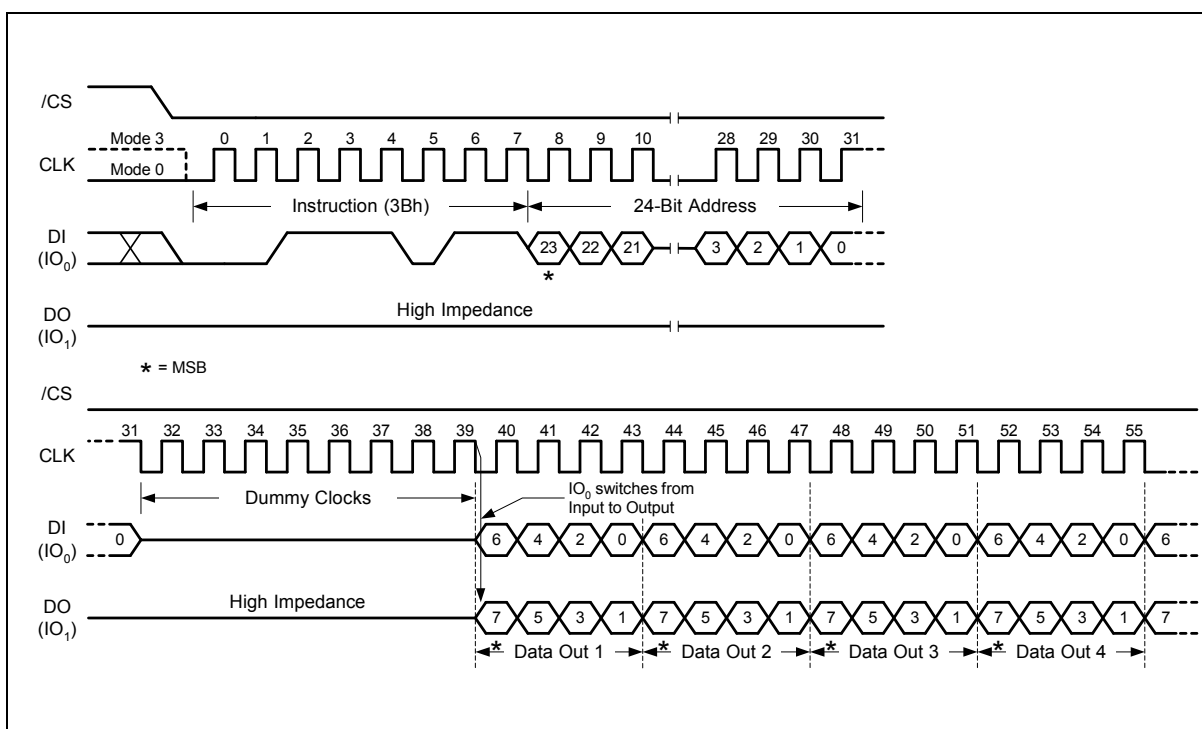 /CS
Mode 3 0 1 2 3 4 5 6 7 8 9 10 28 29 30 31
CLK
Mode 0
Instruction (3Bh) 24-Bit Address
DI
(IO0) 23 22 21 3 2 1 0
*
High Impedance
DO
(IO1)
* = MSB
/CS
31 32 33 34 35 36 37 38 39 40 41 42 43 44 45 46 47 48 49 50 51 52 53 54 55
CLK
Dummy Clocks
IO0 switches from
Input to Output
DI
(IO0) 0 6 4 2 0 6 4 2 0 6 4 2 0 6 4 2 0 6
High Impedance
DO
(IO1) 7 5 3 1 7 5 3 1 7 5 3 1 7 5 3 1 7
* Data Out 1 * Data Out 2 * Data Out 3 * Data Out 4